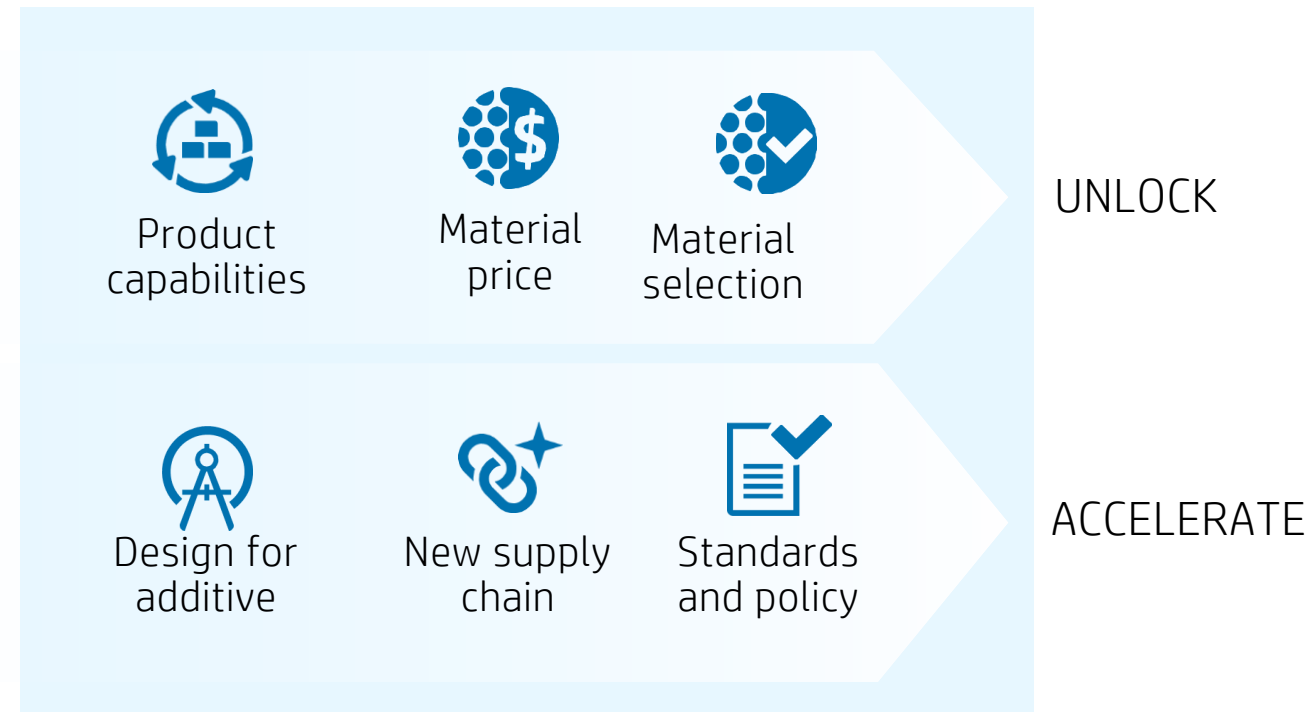 Product
capabilities
Material
price
Material
selection
UNLOCK
Design for
additive
New supply
chain
Standards
and policy
ACCELERATE
$